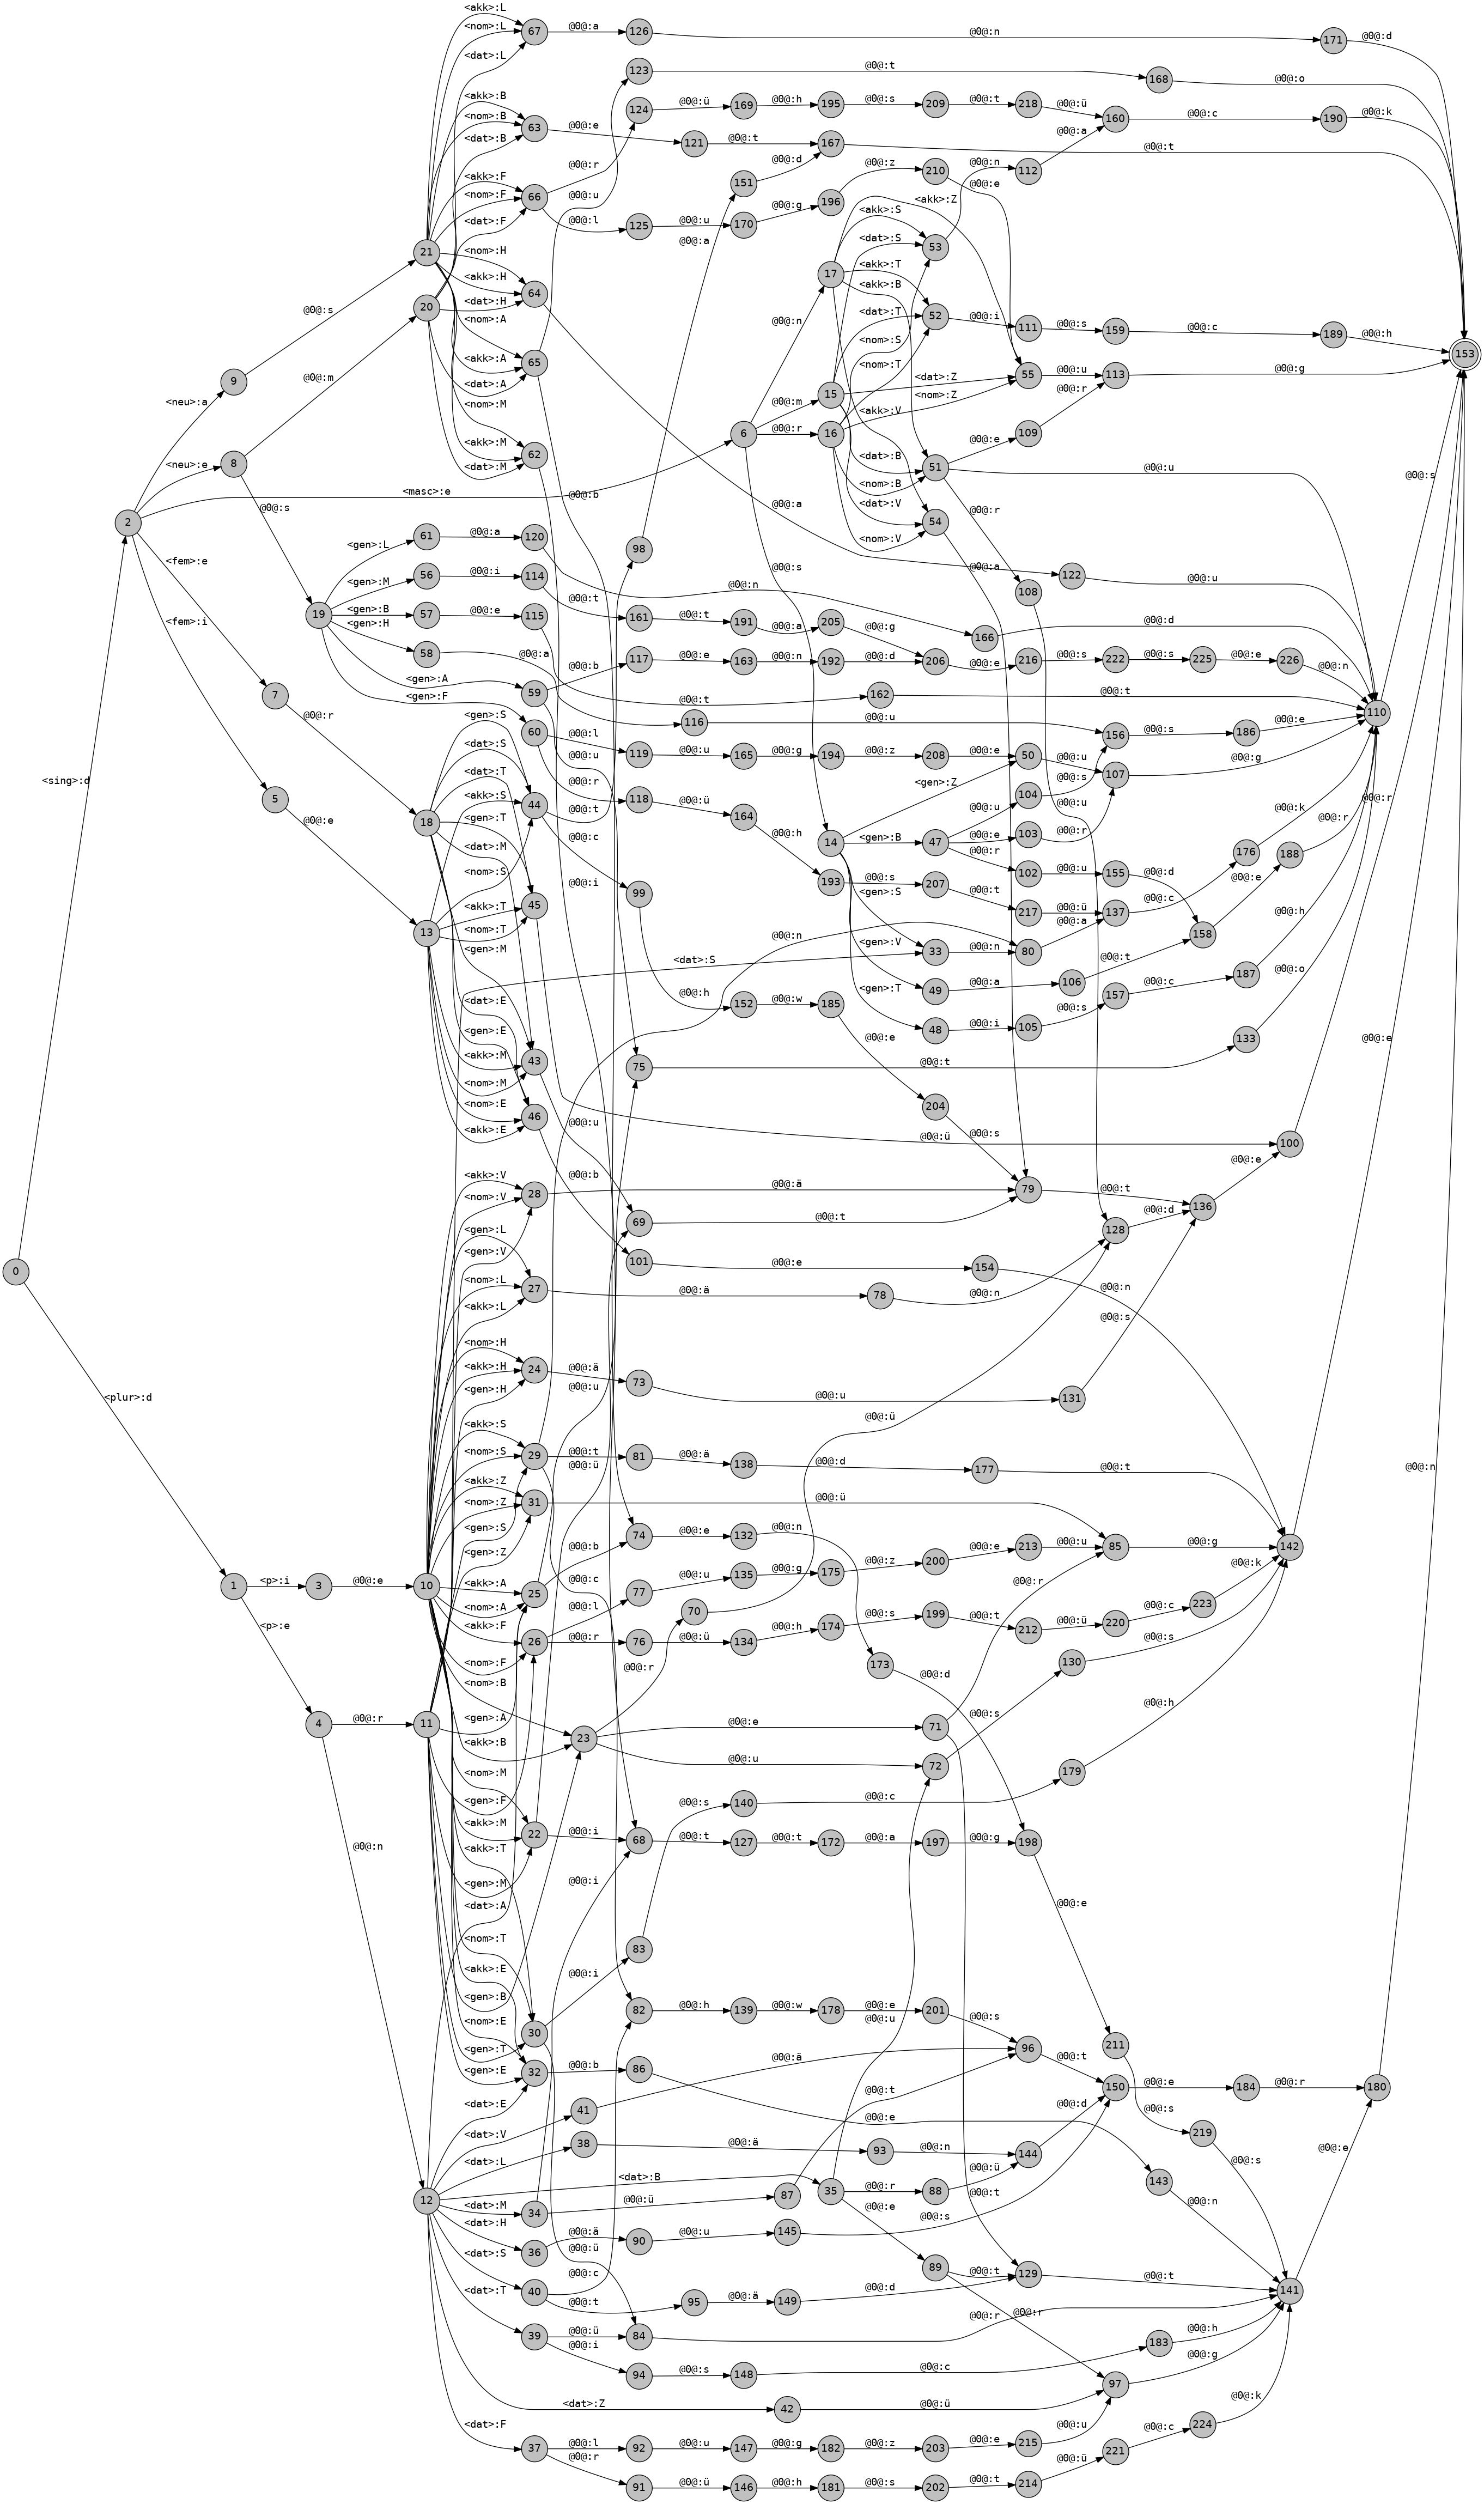 <akk>:L
<nom>:L 67 @0@:a 126 @0@:n 171 @0@:d
<dat>:L
123 @0@:t 168 @0@:o
<akk>:B
<nom>:B 63 @0@:e 121 @0@:t 167 @0@:t
<dat>:B
@0@:r 124 @0@:ü 169 @0@:h 195 @0@:s 209 @0@:t 218 @0@:ü 160 @0@:c 190 @0@:k
@0@:u
151 @0@:d
<akk>:F
<nom>:F 66 @0@:l 125 @0@:u 170 @0@:g 196 @0@:z 210 @0@:e
<dat>:F
@0@:a
<akk>:Z
<akk>:S
<dat>:S 53 @0@:n 112 @0@:a
9 @0@:s 21
<nom>:H
<akk>:H 64
<dat>:H
8 @0@:m 20
@0@:n 17 <akk>:T
<akk>:B
<dat>:T 52 @0@:i 111 @0@:s 159 @0@:c 189 @0@:h 153
<nom>:S
<nom>:T
<nom>:A
<akk>:A 65
<dat>:A
<neu>:a
<dat>:Z 55 @0@:u 113 @0@:g
<nom>:Z
@0@:m 15
<akk>:V
6 @0@:r 16
109 @0@:r
<nom>:M
<akk>:M 62
<dat>:M
<dat>:B 51 @0@:e
<nom>:B @0@:u
<neu>:e
<masc>:e
@0@:s
@0@:b
@0@:a
@0@:r
<dat>:V 54
<nom>:V
2
@0@:s
<gen>:L 61 @0@:a 120 98
@0@:a
122 @0@:u
108
<fem>:e
<gen>:M 56 @0@:i 114 @0@:n
<fem>:i
19 <gen>:B 57 @0@:e 115 @0@:t 161 @0@:t 191 @0@:a 205 @0@:g 166 @0@:d
<gen>:H 58 @0@:a
@0@:b 117 @0@:e 163 @0@:n 192 @0@:d 206 @0@:e 216 @0@:s 222 @0@:s 225 @0@:e 226 @0@:n
<gen>:A 59 @0@:t 162 @0@:t 110
<gen>:F 116 @0@:u
7 @0@:r
60 @0@:l 119 @0@:u 165 @0@:g 194 @0@:z 208 @0@:e 50 @0@:u 156 @0@:s 186 @0@:e
@0@:u
<sing>:d
5 @0@:e
<gen>:S
<dat>:S
<dat>:T
<akk>:S 44 @0@:t
@0@:r 118 @0@:ü 164 @0@:h
<gen>:Z
@0@:s
107 @0@:g
18 <gen>:T
<dat>:M
<nom>:S
@0@:c
14 <gen>:B 47 @0@:u 104
@0@:e 103 @0@:r
@0@:r 102 @0@:u 155 @0@:d
@0@:u
176 @0@:k
188 @0@:r
@0@:e
99 193 @0@:s 207 @0@:t 217 @0@:ü 137 @0@:c
<gen>:S
13 <akk>:T 45
<nom>:T
<gen>:M
<dat>:S
@0@:n
33 @0@:n 80 @0@:a 158
<gen>:V 49 @0@:a 106 @0@:t
<gen>:T 48 @0@:i 105 @0@:s 157 @0@:c 187 @0@:h
@0@:h 152 @0@:w 185 @0@:e
<dat>:E
<gen>:E
<akk>:M 43
<nom>:M
75 @0@:t 133 @0@:o
@0@:i
<nom>:E 46
<akk>:E
@0@:b @0@:u
204 @0@:s
@0@:ü 100 @0@:r
<akk>:V
<nom>:V 28 @0@:ä 79 @0@:t 136 @0@:e
<gen>:V
69 @0@:t
128 @0@:d
<gen>:L
<nom>:L 27 @0@:ä 78 @0@:n
<akk>:L
101 @0@:e 154 @0@:n
0
<nom>:H
<akk>:H 24 @0@:ä 73 @0@:u 131 @0@:s
<gen>:H
<plur>:d
@0@:u
@0@:ü
<akk>:S
<nom>:S 29 @0@:t 81 @0@:ä 138 @0@:d 177 @0@:t
<akk>:Z
<nom>:Z 31 @0@:ü 85 @0@:g 142 @0@:e
<gen>:S
<gen>:Z
@0@:c
74 @0@:e 132 @0@:n
@0@:b
1 <p>:i 3 @0@:e 10 <akk>:A 25
<nom>:A
77 @0@:u 135 @0@:g 175 @0@:z 200 @0@:e 213 @0@:u
@0@:r
@0@:k
<akk>:F
<nom>:F 26 @0@:l
@0@:r 76 @0@:ü 134 @0@:h 174 @0@:s 199 @0@:t 212 @0@:ü 220 @0@:c 223
70
173 @0@:d
130 @0@:s
<p>:e
4 @0@:r 11
<nom>:B
<gen>:A
<akk>:B 23 @0@:r
@0@:e 71
@0@:u 72 @0@:s
179 @0@:h
<nom>:M
<gen>:F
<akk>:M 22 @0@:i 68 @0@:t 127 @0@:t 172 @0@:a 197 @0@:g 198
@0@:s 140 @0@:c
<akk>:T
<gen>:M
@0@:n
<dat>:A
<nom>:T
<akk>:E
@0@:i
@0@:i 83
@0@:e
@0@:n
<gen>:B
<nom>:E 30
<gen>:T
<gen>:E 32 @0@:b 86
82 @0@:h 139 @0@:w 178 @0@:e 201 @0@:s
@0@:u
@0@:ä 96 @0@:t
211 @0@:s
@0@:t
<dat>:E
<dat>:V 41
<dat>:L 38 @0@:ä 93 @0@:n 144 @0@:d 150 @0@:e 184 @0@:r 180
@0@:e
219 @0@:s
12 <dat>:B 35 @0@:r 88 @0@:ü
143 @0@:n
<dat>:M 34 @0@:ü 87
@0@:e
@0@:s @0@:t
@0@:e
<dat>:H 36 @0@:ä 90 @0@:u 145
@0@:ü
<dat>:S 40 @0@:c
@0@:t 95 @0@:ä 149 @0@:d 89 @0@:t 129 @0@:t 141
<dat>:T 39 @0@:ü 84 @0@:r @0@:r
@0@:i 94 @0@:s 148 @0@:c 183 @0@:h
97 @0@:g
<dat>:Z 42 @0@:ü
@0@:k
<dat>:F 37 @0@:l 92 @0@:u 147 @0@:g 182 @0@:z 203 @0@:e 215 @0@:u
@0@:r 91 @0@:ü 146 @0@:h 181 @0@:s 202 @0@:t 214 @0@:ü 221 @0@:c 224